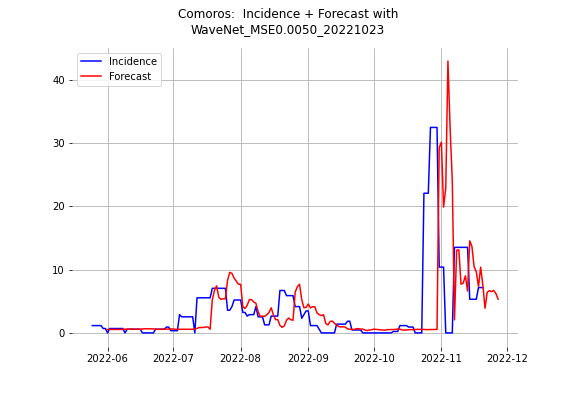 Comoros:  Incidence + Forecast with
WaveNet_MSE0.0050_20221023
Incidence
Forecast
40
30
20
10
0
2022-06 2022-07 2022-08 2022-09 2022-10 2022-11 2022-12